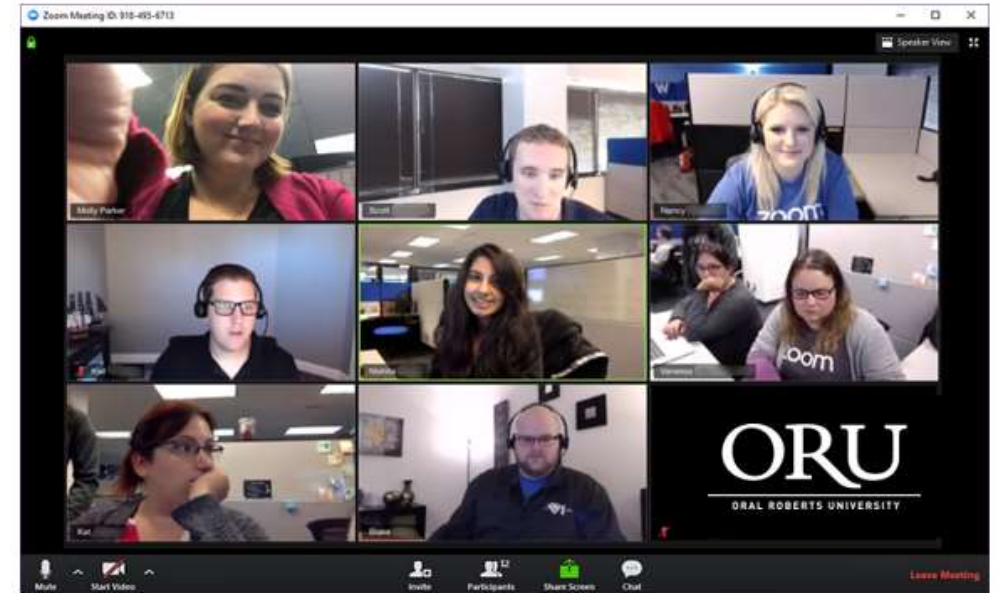 Zoom Meeting ID: 918-495-6713
Speaker View
Molly Parker
Scott
Nancy
W
zoom
Vanessa
oom
Kat
Blake
ORU
ORAL ROBERTS UNIVERSITY
Mute
Start Video
Invite
Participants
12
Share Screen
Chat
Leave Meeting